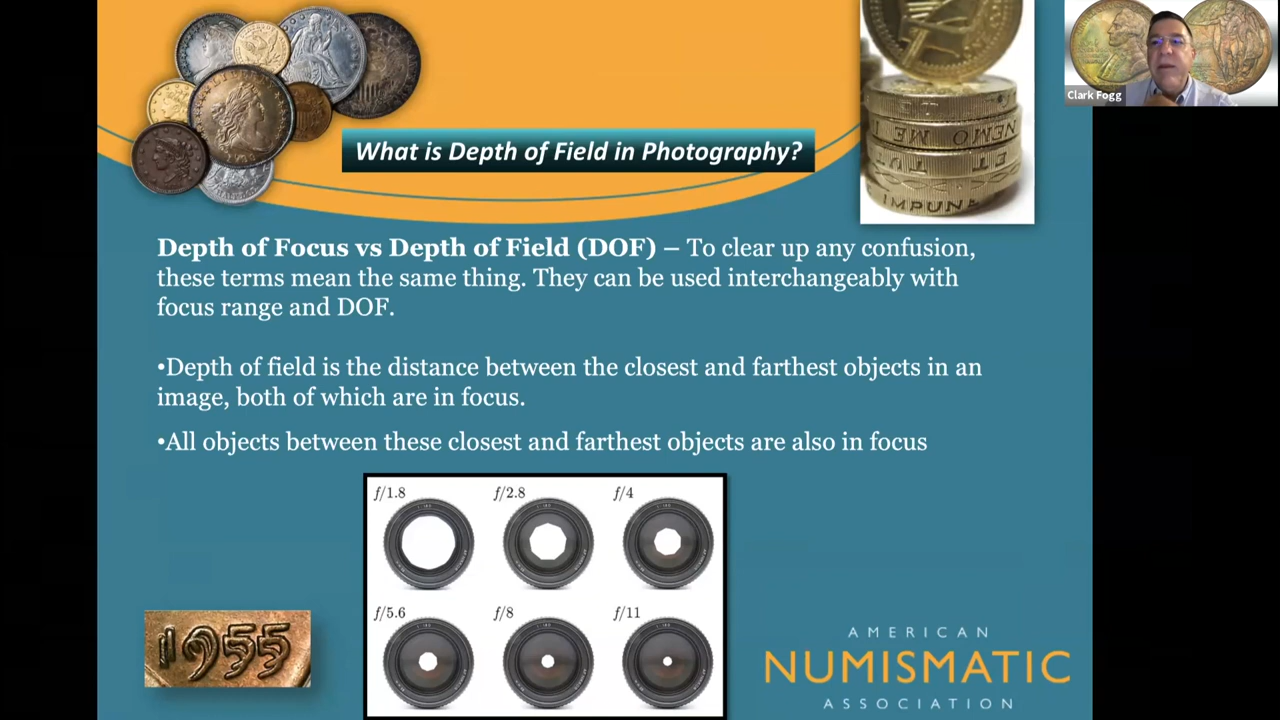 Clark Fogg
What is Depth of Field in Photography?
NEMO ME I
IMPUNE
Depth of Focus vs Depth of Field (DOF) – To clear up any confusion,
these terms mean the same thing. They can be used interchangeably with
focus range and DOF.
•Depth of field is the distance between the closest and farthest objects in an
image, both of which are in focus.
•All objects between these closest and farthest objects are also in focus
f/1.8 f/2.8 f/4
f/5.6 f/8 f/11
1955
AMERICAN
NUMISMATIC
ASSOCIATION